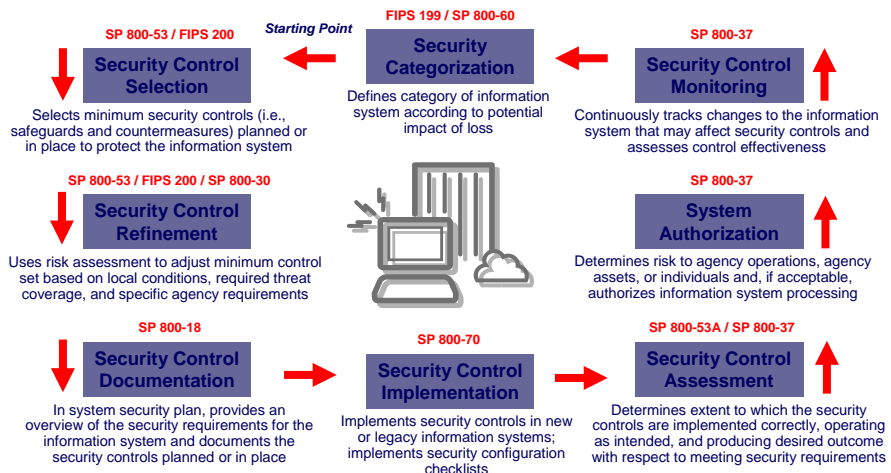 FIPS 199 / SP 800-60
Starting Point
Security
Categorization
Defines category of information
system according to potential
impact of loss
SP 800-53 / FIPS 200
Security Control
Selection
Selects minimum security controls (i.e.,
safeguards and countermeasures) planned or
in place to protect the information system
SP 800-53 / FIPS 200 / SP 800-30
Security Control
Refinement
Uses risk assessment to adjust minimum control
set based on local conditions, required threat
coverage, and specific agency requirements
SP 800-18
Security Control
Documentation
In system security plan, provides an
overview of the security requirements for the
information system and documents the
security controls planned or in place
SP 800-70
Security Control
Implementation
Implements security controls in new
or legacy information systems;
implements security configuration
checklists
SP 800-53A / SP 800-37
Security Control
Assessment
Determines extent to which the security
controls are implemented correctly, operating
as intended, and producing desired outcome
with respect to meeting security requirements
SP 800-37
System
Authorization
Determines risk to agency operations, agency
assets, or individuals and, if acceptable,
authorizes information system processing
SP 800-37
Security Control
Monitoring
Continuously tracks changes to the information
system that may affect security controls and
assesses control effectiveness